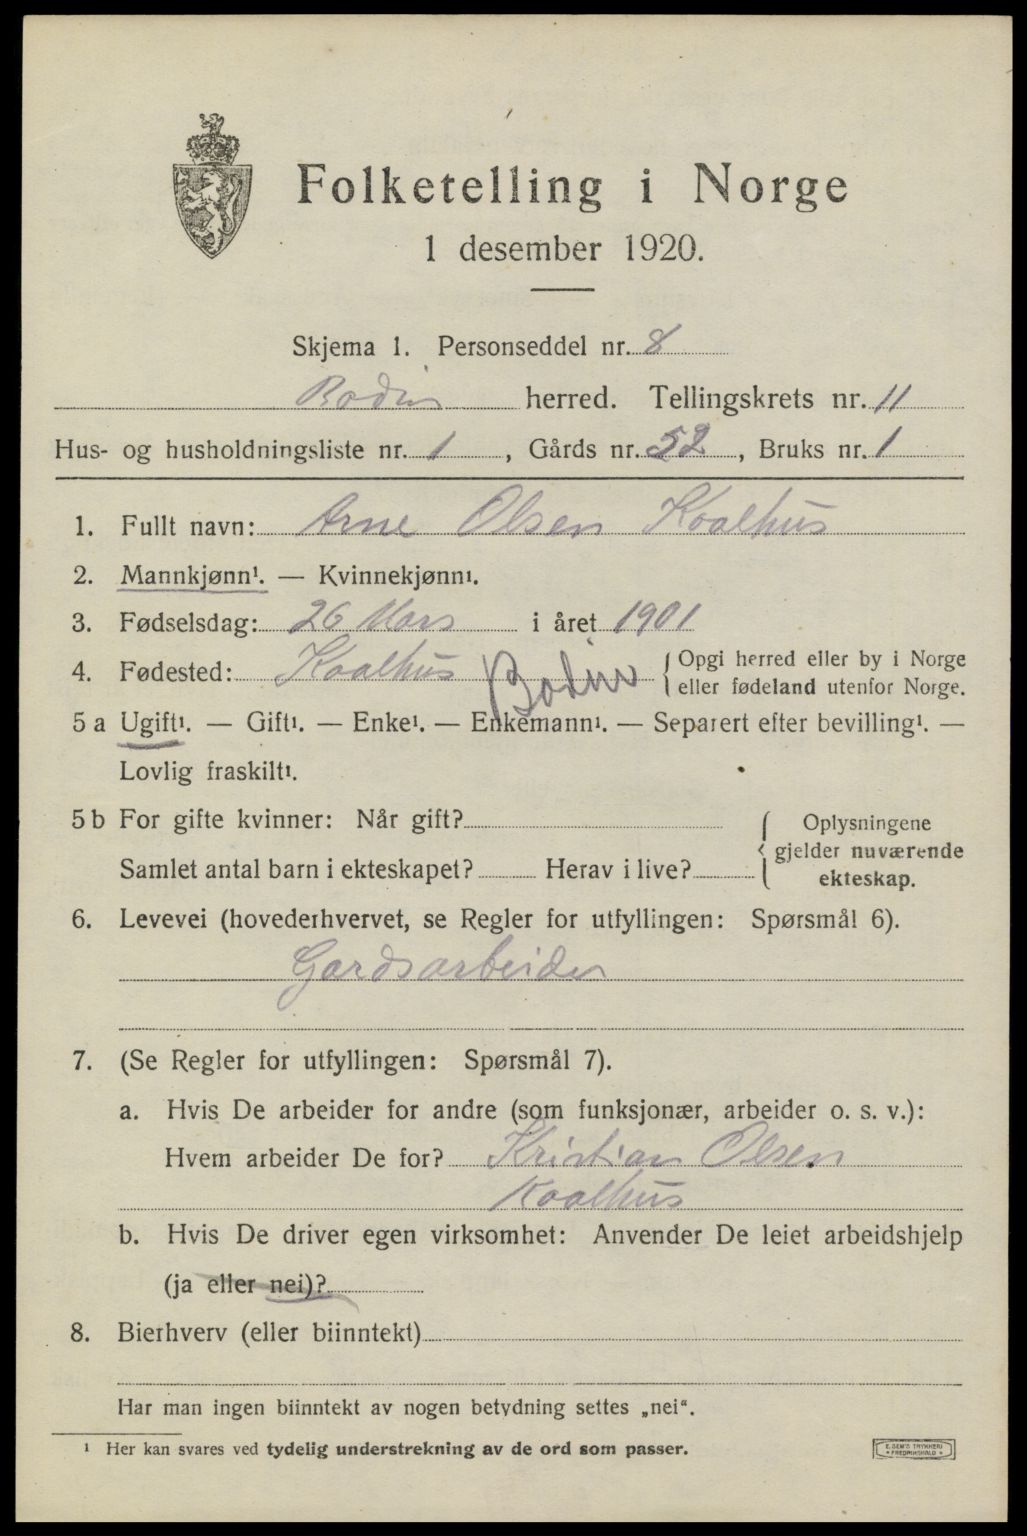 Folketelling i Norge
1 desember 1920.
Skjema 1. Personseddel nr. 8
Bodin herred. Tellingskrets nr. 11
Hus- og husholdningsliste nr. 1, Gårds nr. 52, Bruks nr. 1
1. Fullt navn: Arne Olsen Kvalhus
2. Mannkjønn¹. — Kvinnekjønn¹.
3. Fødselsdag: 26 Mars i året 1901
4. Fødested: Kvalhus Bodin { Opgi herred eller by i Norge
eller fødeland utenfor Norge.
5 a Ugift¹. — Gift¹. — Enke¹. — Enkemann¹. — Separert efter bevilling¹. —
Lovlig fraskilt¹.
5 b For gifte kvinner: Når gift?
Samlet antal barn i ekteskapet? Herav i live?
{ Oplysningene
gjelder nuværende
ekteskap.
6. Levevei (hovederhvervet, se Regler for utfyllingen: Spørsmål 6).
Gardsarbeider
7. (Se Regler for utfyllingen: Spørsmål 7).
a. Hvis De arbeider for andre (som funksjonær, arbeider o. s. v.):
Hvem arbeider De for? Kristian Olsen
Kvalhus
b. Hvis De driver egen virksomhet: Anvender De leiet arbeidshjelp
(ja eller nei)?
8. Bierhverv (eller biinntekt)
Har man ingen biinntekt av nogen betydning settes „nei“.
¹ Her kan svares ved tydelig understrekning av de ord som passer.
E. SEM'S TRYKKERI
FREDRIKSHALD